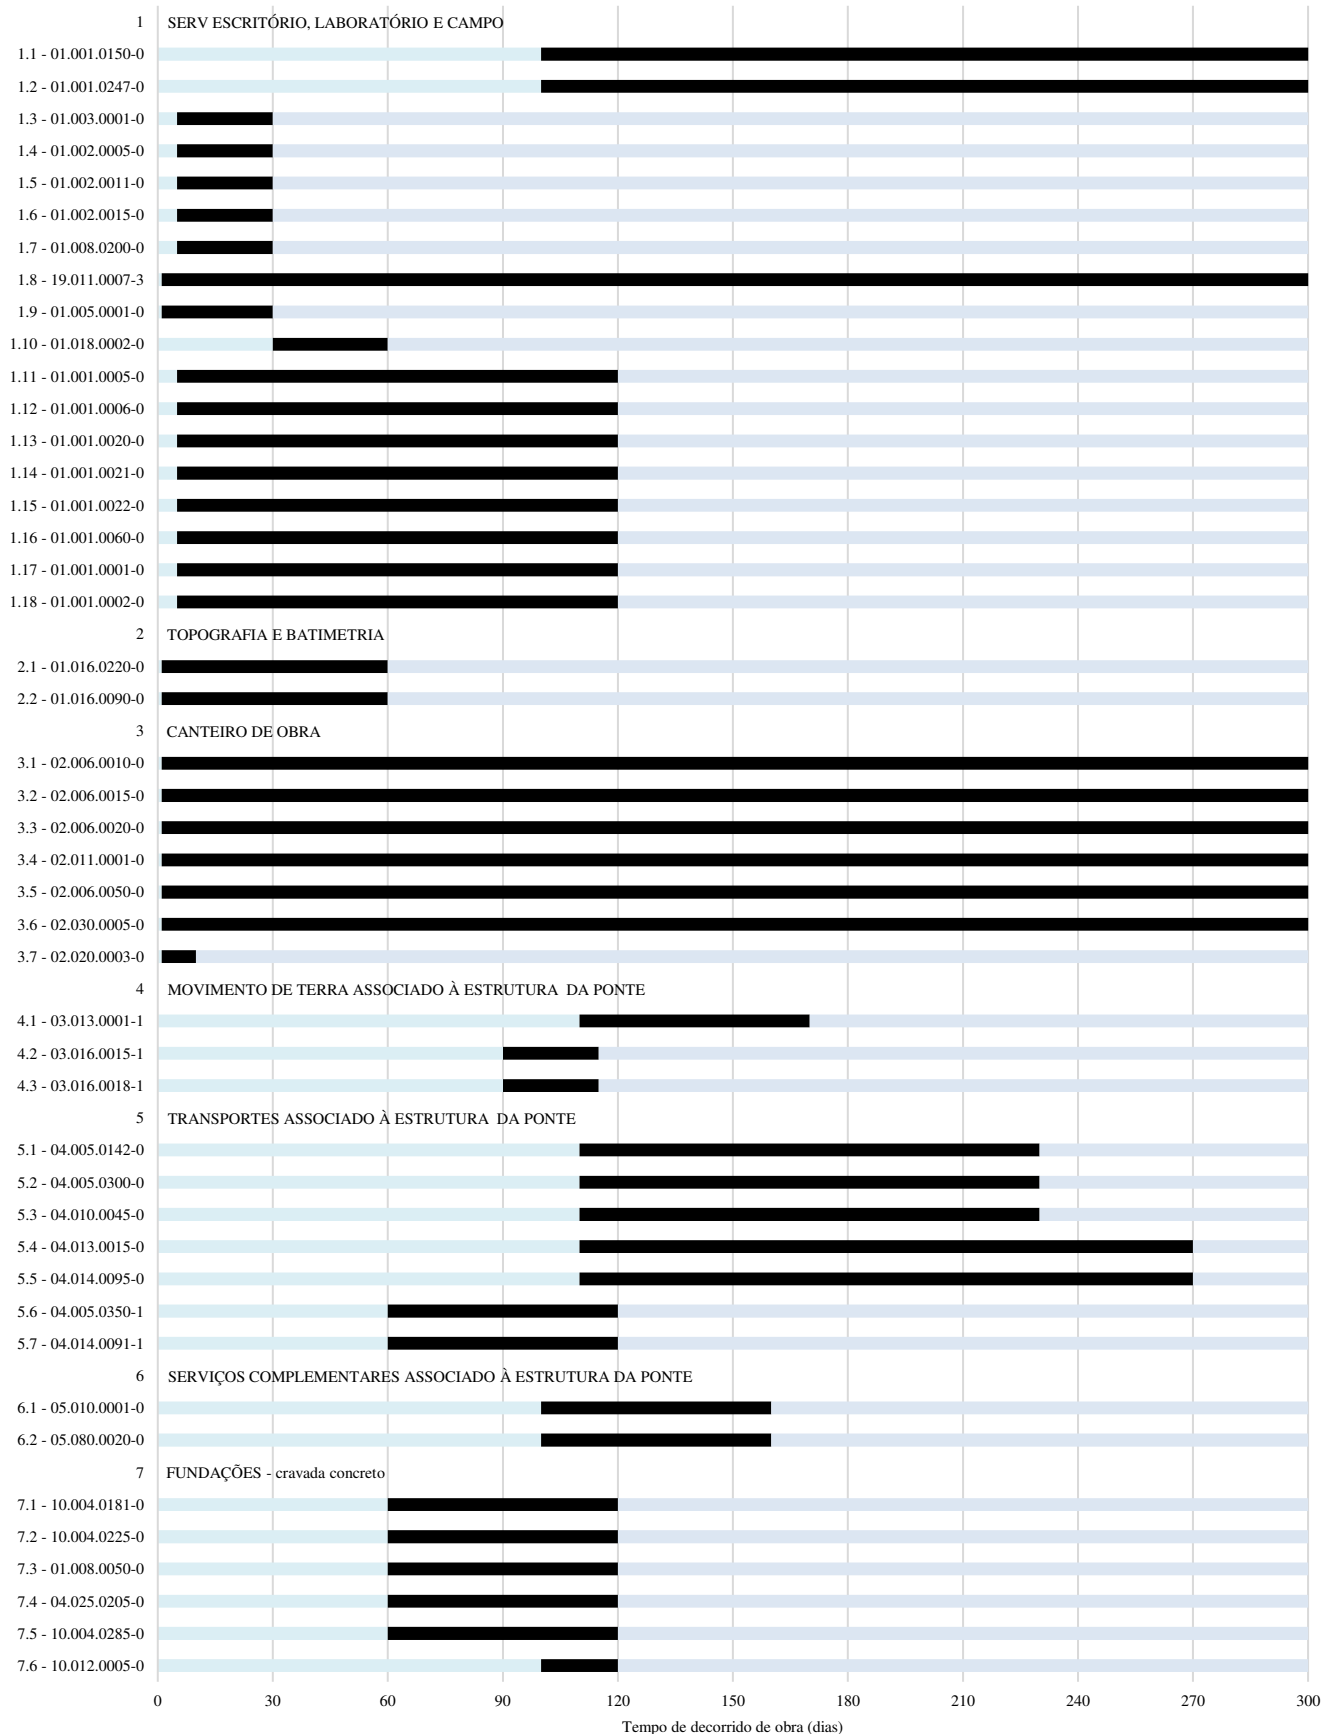 1 SERV ESCRITÓRIO, LABORATÓRIO E CAMPO
1.1 - 01.001.0150-0
1.2 - 01.001.0247-0
1.3 - 01.003.0001-0
1.4 - 01.002.0005-0
1.5 - 01.002.0011-0
1.6 - 01.002.0015-0
1.7 - 01.008.0200-0
1.8 - 19.011.0007-3
1.9 - 01.005.0001-0
1.10 - 01.018.0002-0
1.11 - 01.001.0005-0
1.12 - 01.001.0006-0
1.13 - 01.001.0020-0
1.14 - 01.001.0021-0
1.15 - 01.001.0022-0
1.16 - 01.001.0060-0
1.17 - 01.001.0001-0
1.18 - 01.001.0002-0
2 TOPOGRAFIA E BATIMETRIA
2.1 - 01.016.0220-0
2.2 - 01.016.0090-0
3 CANTEIRO DE OBRA
3.1 - 02.006.0010-0
3.2 - 02.006.0015-0
3.3 - 02.006.0020-0
3.4 - 02.011.0001-0
3.5 - 02.006.0050-0
3.6 - 02.030.0005-0
3.7 - 02.020.0003-0
4 MOVIMENTO DE TERRA ASSOCIADO À ESTRUTURA DA PONTE
4.1 - 03.013.0001-1
4.2 - 03.016.0015-1
4.3 - 03.016.0018-1
5 TRANSPORTES ASSOCIADO À ESTRUTURA DA PONTE
5.1 - 04.005.0142-0
5.2 - 04.005.0300-0
5.3 - 04.010.0045-0
5.4 - 04.013.0015-0
5.5 - 04.014.0095-0
5.6 - 04.005.0350-1
5.7 - 04.014.0091-1
6 SERVIÇOS COMPLEMENTARES ASSOCIADO À ESTRUTURA DA PONTE
6.1 - 05.010.0001-0
6.2 - 05.080.0020-0
7 FUNDAÇÕES - cravada concreto
7.1 - 10.004.0181-0
7.2 - 10.004.0225-0
7.3 - 01.008.0050-0
7.4 - 04.025.0205-0
7.5 - 10.004.0285-0
7.6 - 10.012.0005-0
0 30 60 90 120 150 180 210 240 270 300
Tempo de decorrido de obra (dias)